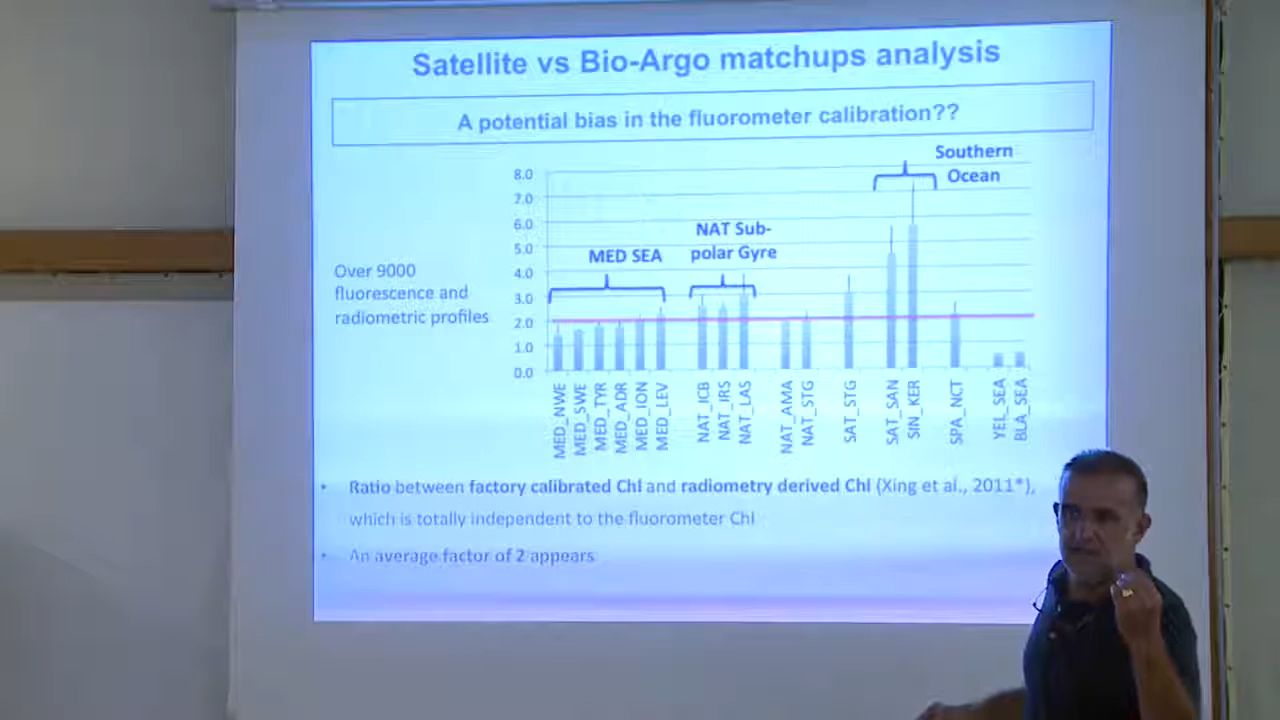 Satellite vs Bio-Argo matchups analysis
A potential bias in the fluorometer calibration??
Southern
Ocean
NAT Sub-
polar Gyre
MED SEA
Over 9000
fluorescence and
radiometric profiles
8.0
7.0
6.0
5.0
4.0
3.0
2.0
1.0
0.0
MED_NWE
MED_SWE
MED_TYR
MED_ADR
MED_ION
MED_LEV
NAT_ICB
NAT_IRS
NAT_LAS
NAT_AMA
NAT_STG
SAT_STG
SAT_SAN
SIN_KER
SPA_NCT
YEL_SEA
BLA_SEA
• Ratio between factory calibrated Chl and radiometry derived Chl (Xing et al., 2011*),
which is totally independent to the fluorometer Chl
• An average factor of 2 appears